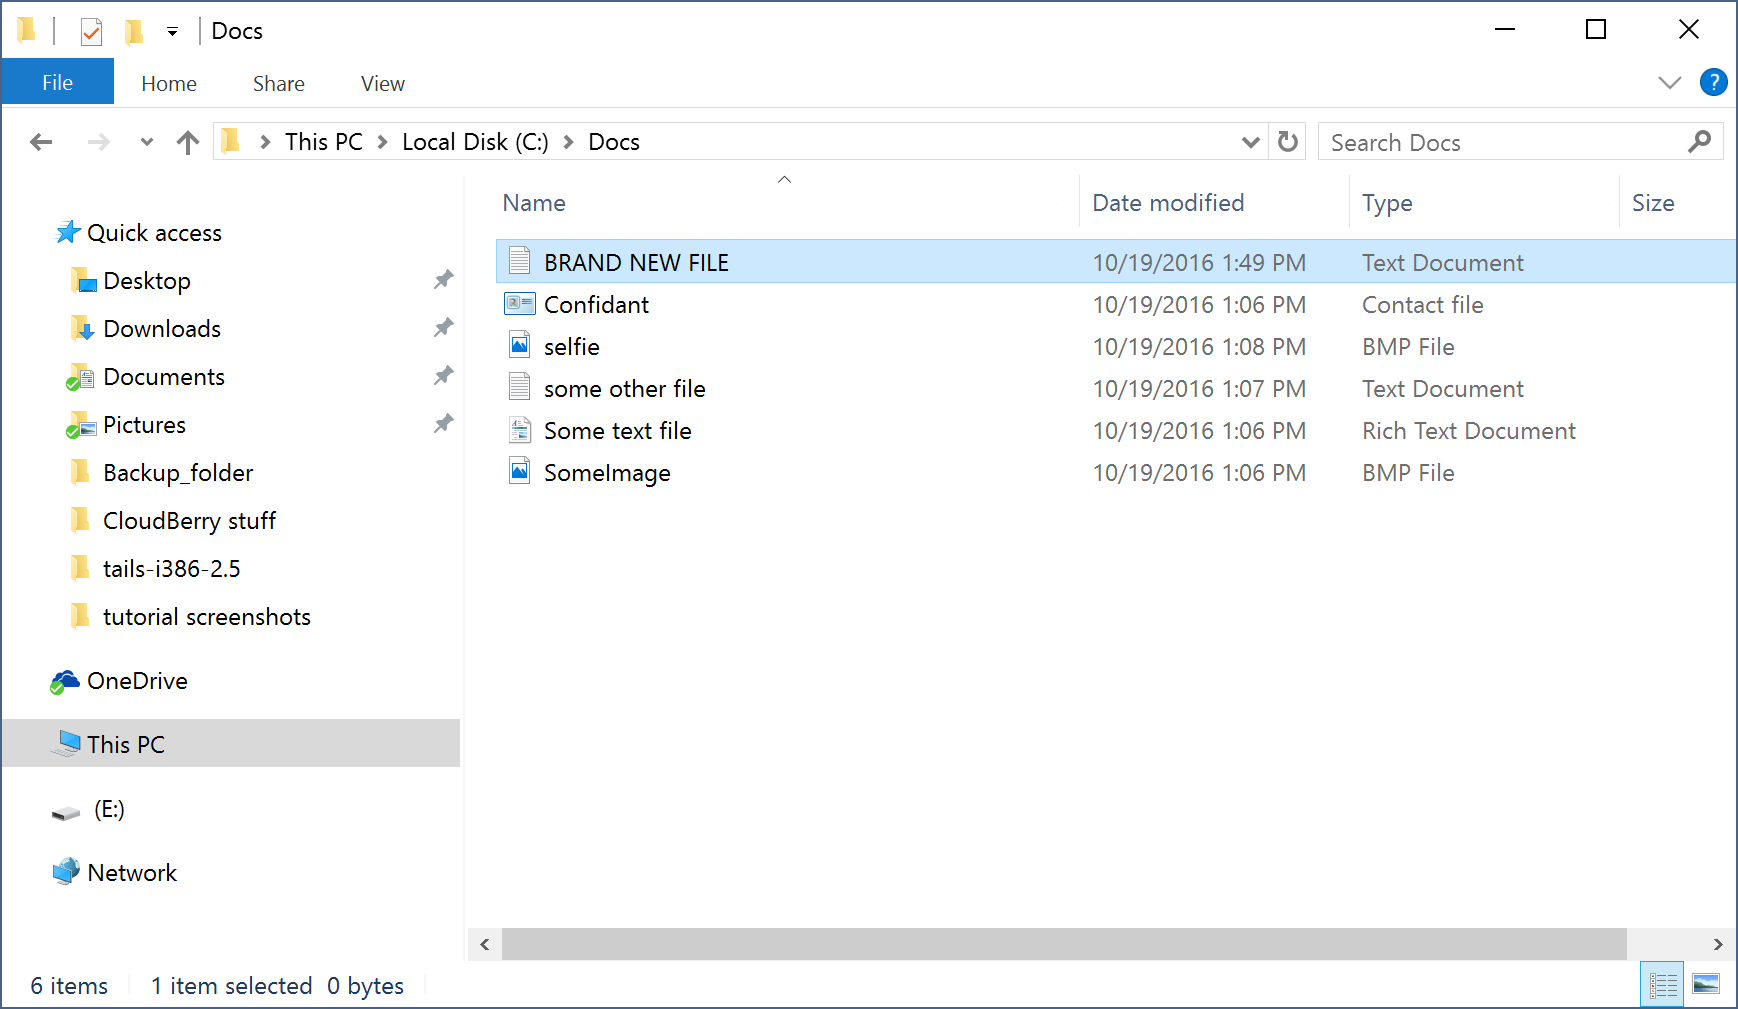 Docs
File Home Share View ?
This PC Local Disk (C:) Docs Search Docs
Name Date modified Type Size
Quick access
Desktop
Downloads
Documents
Pictures
Backup_folder
CloudBerry stuff
tails-i386-2.5
tutorial screenshots
OneDrive
This PC
(E:)
Network
BRAND NEW FILE 10/19/2016 1:49 PM Text Document
Confidant 10/19/2016 1:06 PM Contact file
selfie 10/19/2016 1:08 PM BMP File
some other file 10/19/2016 1:07 PM Text Document
Some text file 10/19/2016 1:06 PM Rich Text Document
SomeImage 10/19/2016 1:06 PM BMP File
6 items 1 item selected 0 bytes